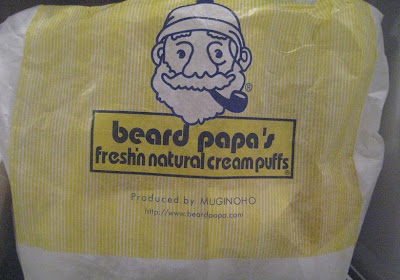 ®
beard papa's
fresh'n natural cream puffs®
Produced by MUGINOHO
http://www.beardpapa.com